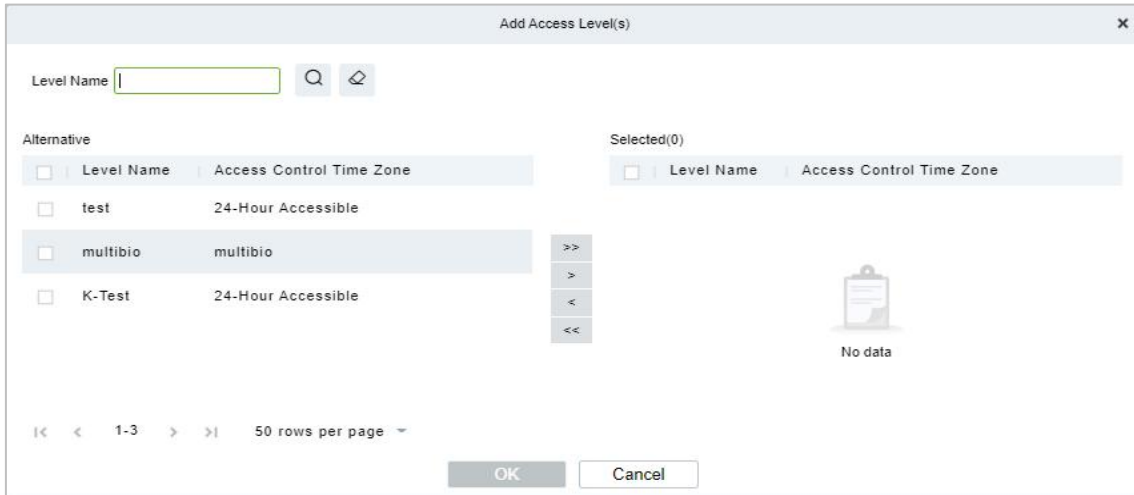 Add Access Level(s) ×
Level Name
Alternative
Level Name Access Control Time Zone
test 24-Hour Accessible
multibio multibio
K-Test 24-Hour Accessible
>>
>
<
<<
Selected(0)
Level Name Access Control Time Zone
No data
|< < 1-3 > >| 50 rows per page
OK Cancel